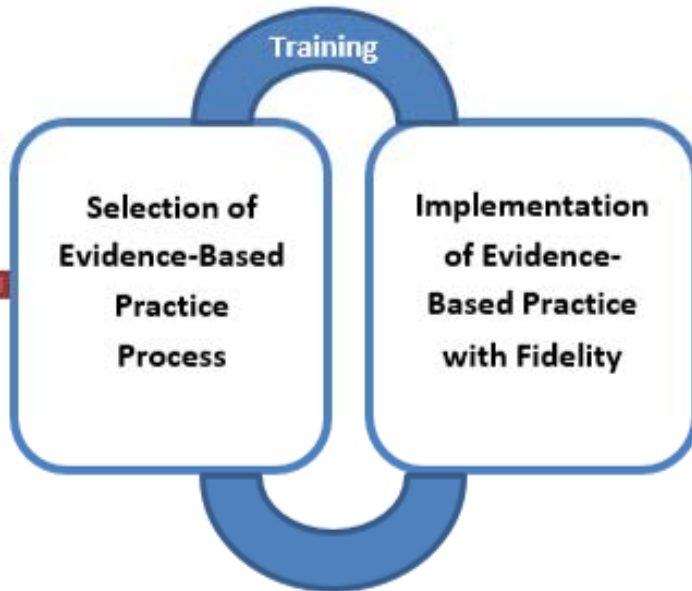 Training
Selection of
Evidence-Based
Practice
Process
Implementation
of Evidence-
Based Practice
with Fidelity